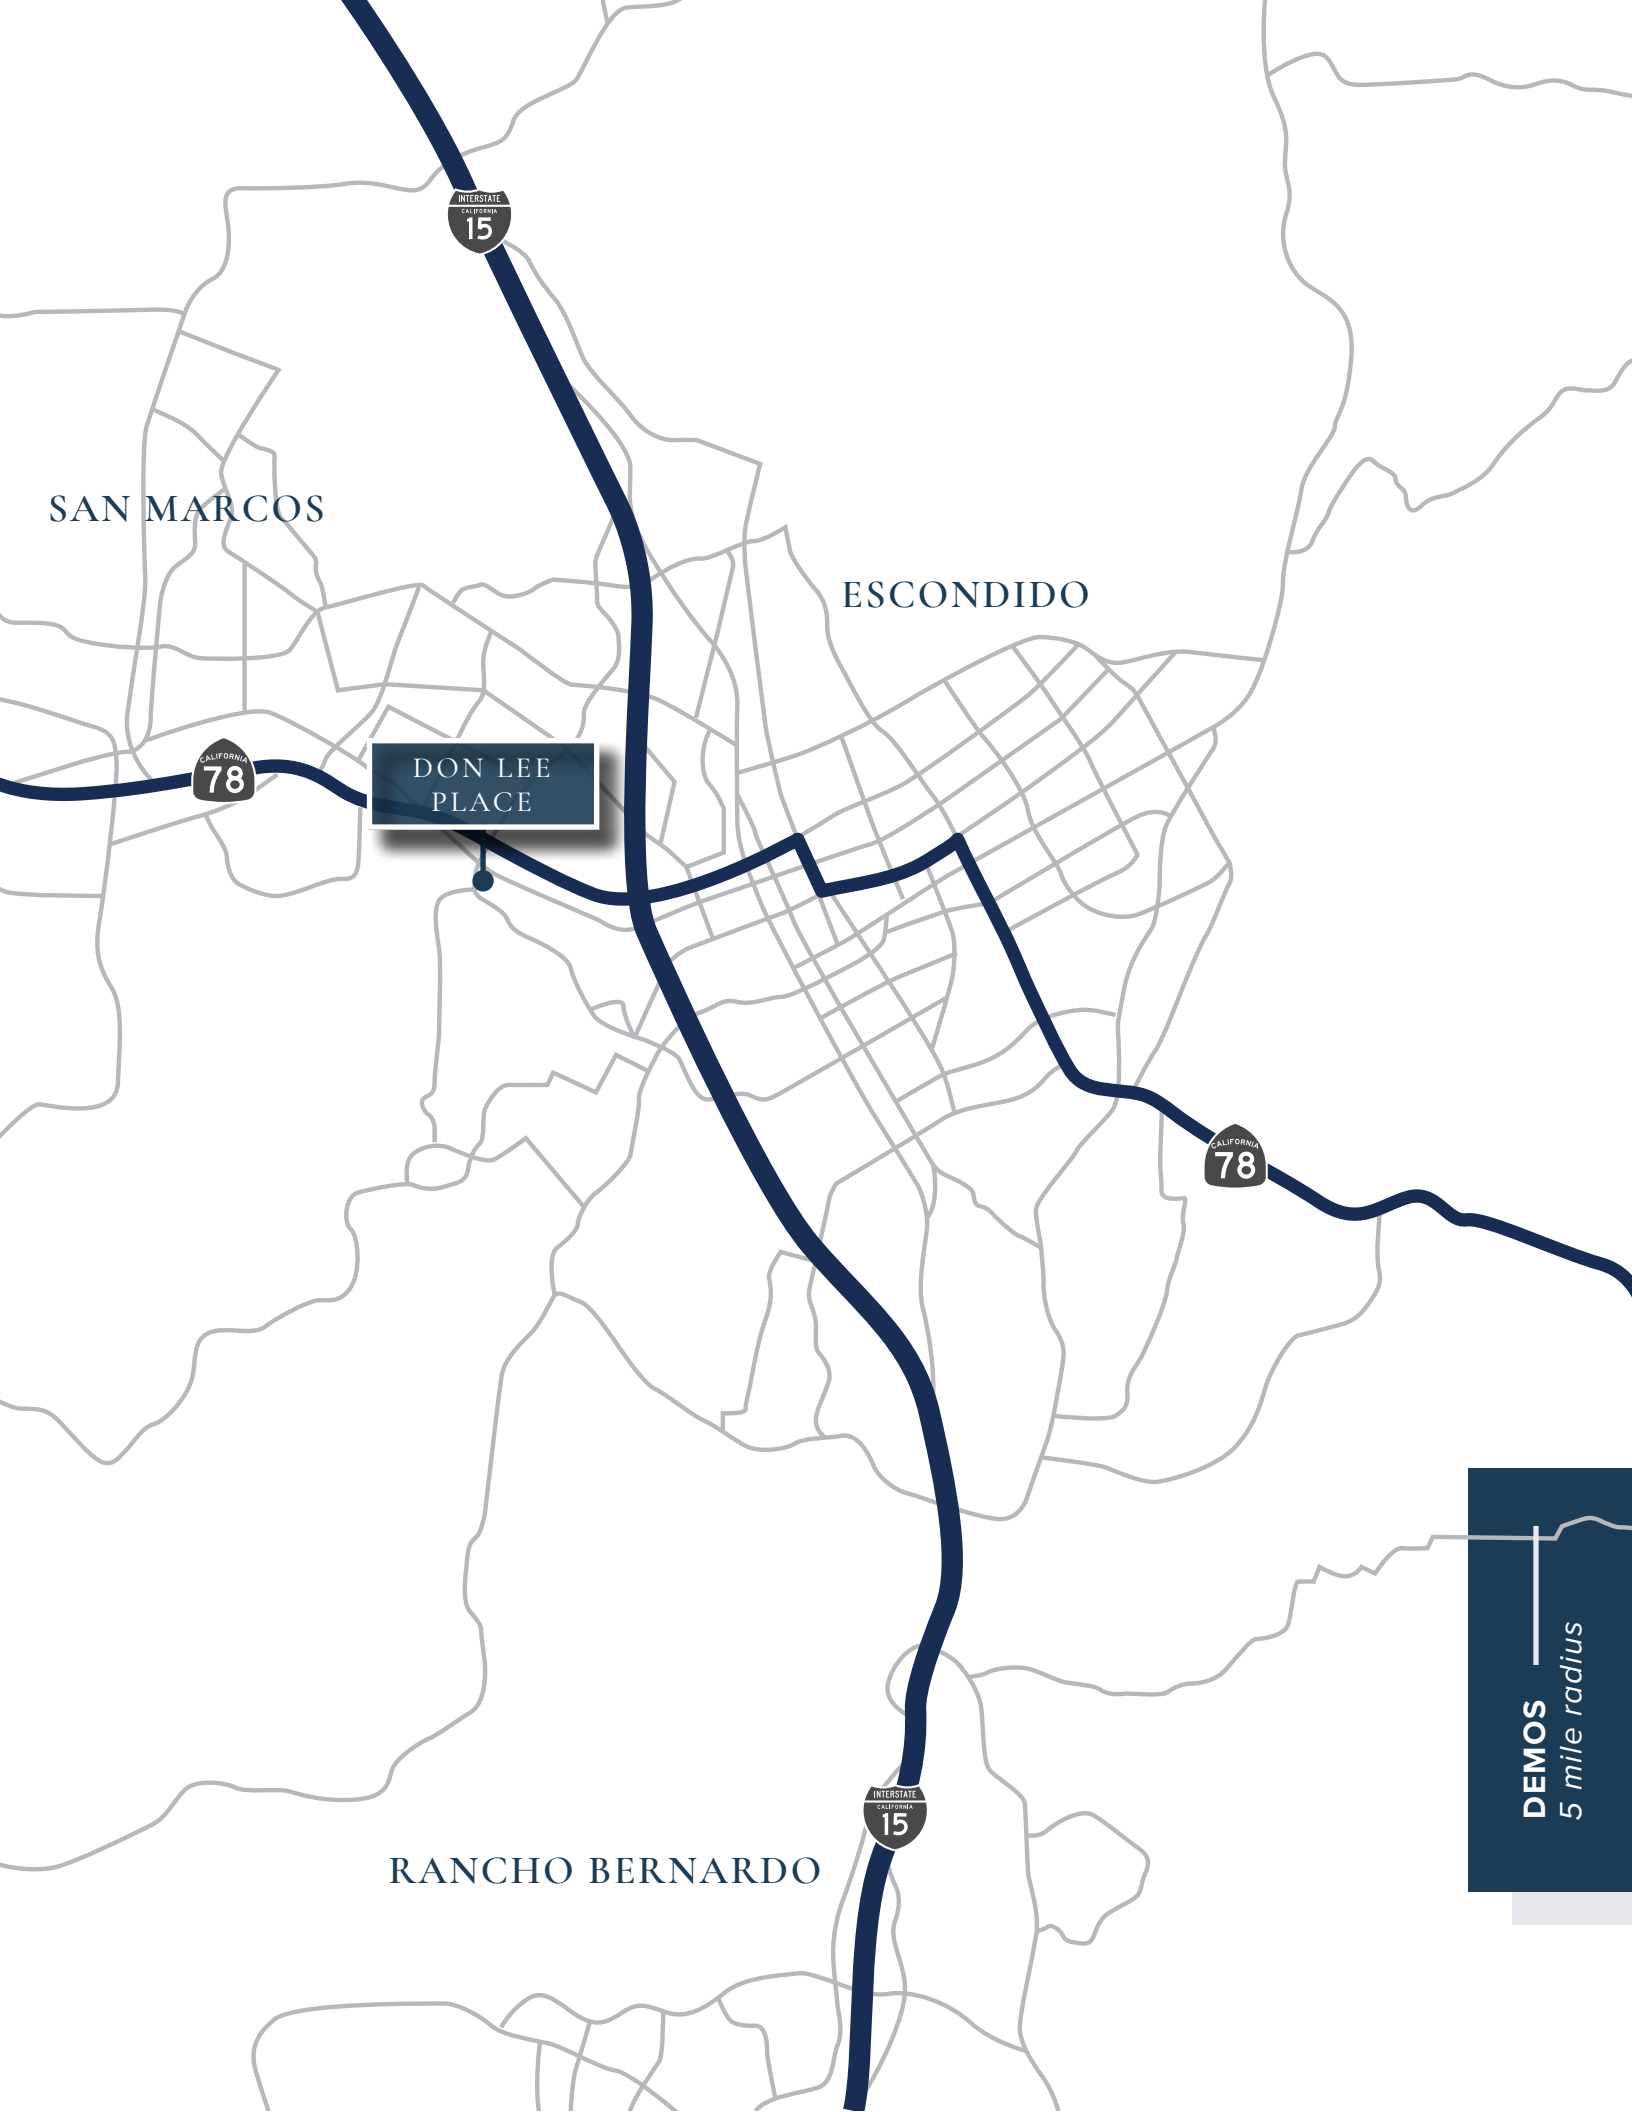 INTERSTATE
CALIFORNIA
15
SAN MARCOS
ESCONDIDO
CALIFORNIA
78
DON LEE
PLACE
CALIFORNIA
78
DEMOS
5 mile radius
INTERSTATE
CALIFORNIA
15
RANCHO BERNARDO